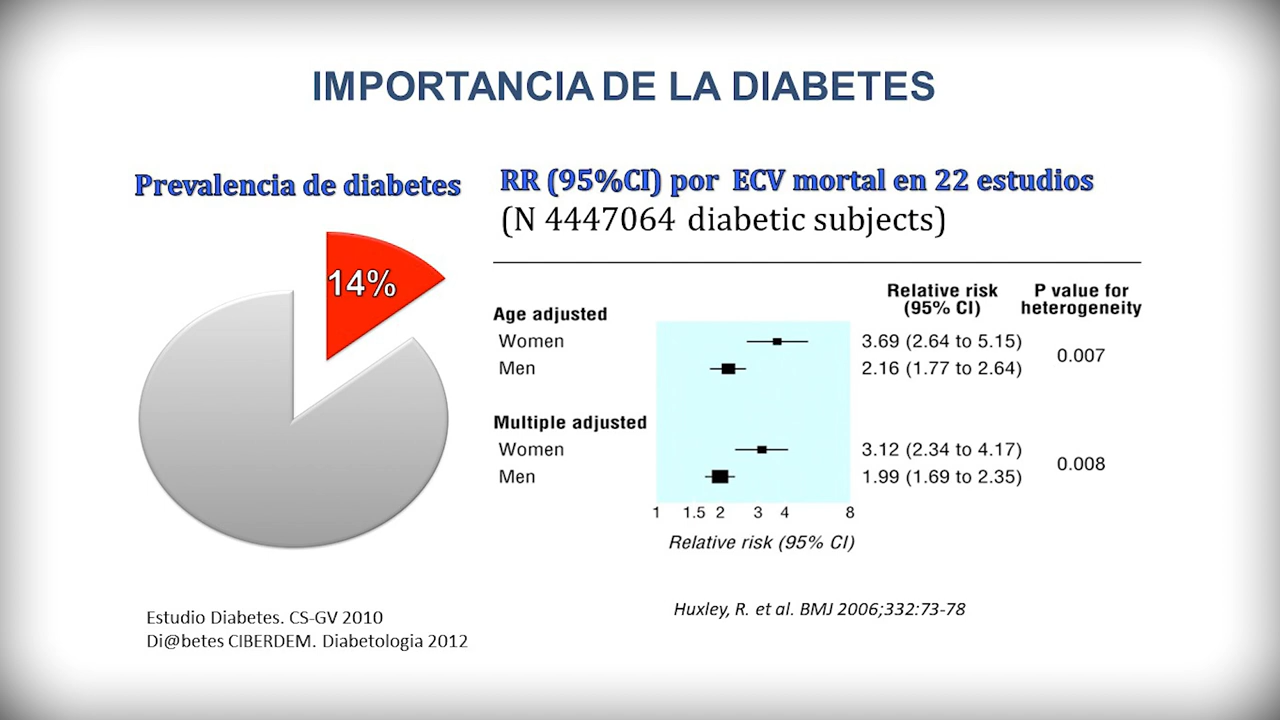 IMPORTANCIA DE LA DIABETES
Prevalencia de diabetes
14%
Estudio Diabetes. CS-GV 2010
Di@betes CIBERDEM. Diabetologia 2012
RR (95%CI) por ECV mortal en 22 estudios
(N 4447064 diabetic subjects)
Relative risk (95% CI)
P value for heterogeneity
Age adjusted
Women 3.69 (2.64 to 5.15)
0.007
Men 2.16 (1.77 to 2.64)
Multiple adjusted
Women 3.12 (2.34 to 4.17)
0.008
Men 1.99 (1.69 to 2.35)
1 1.5 2 3 4 8
Relative risk (95% CI)
Huxley, R. et al. BMJ 2006;332:73-78